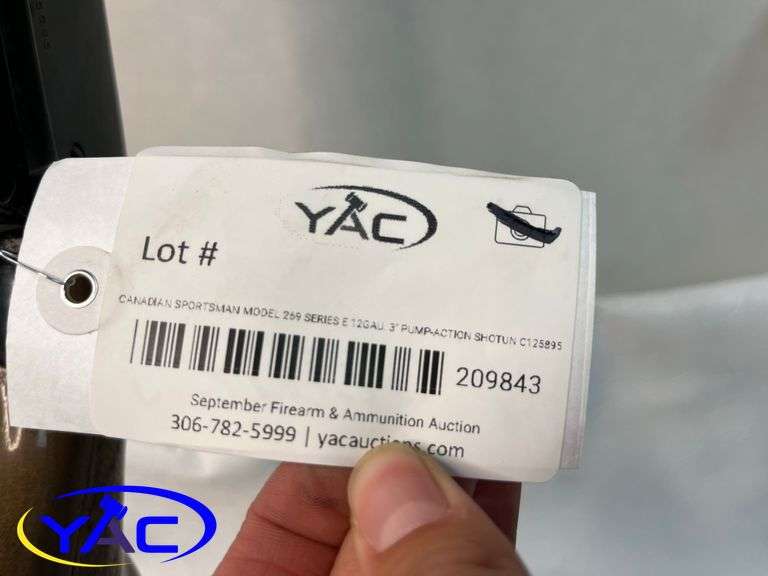 YAC
Lot #
CANADIAN SPORTSMAN MODEL 269 SERIES E 12GAU. 3" PUMP-ACTION SHOTUN C125895
209843
September Firearm & Ammunition Auction
306-782-5999 | yacauctions.com
YAC